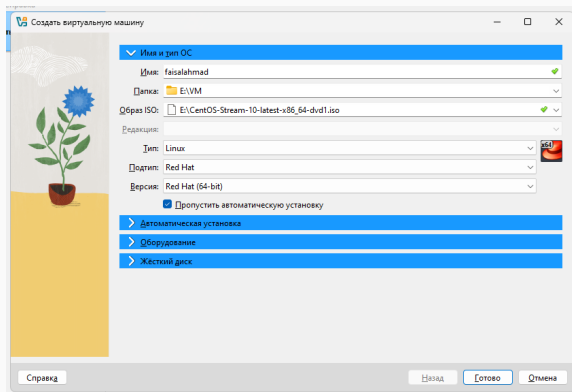 Создать виртуальную машину
Имя и тип ОС
Имя: faisalahmad
Папка: E:\VM
Образ ISO: E:\CentOS-Stream-10-latest-x86_64-dvd1.iso
Редакция:
Тип: Linux
x64
Подтип: Red Hat
Версия: Red Hat (64-bit)
Пропустить автоматическую установку
Автоматическая установка
Оборудование
Жёсткий диск
Справка Назад Готово Отмена